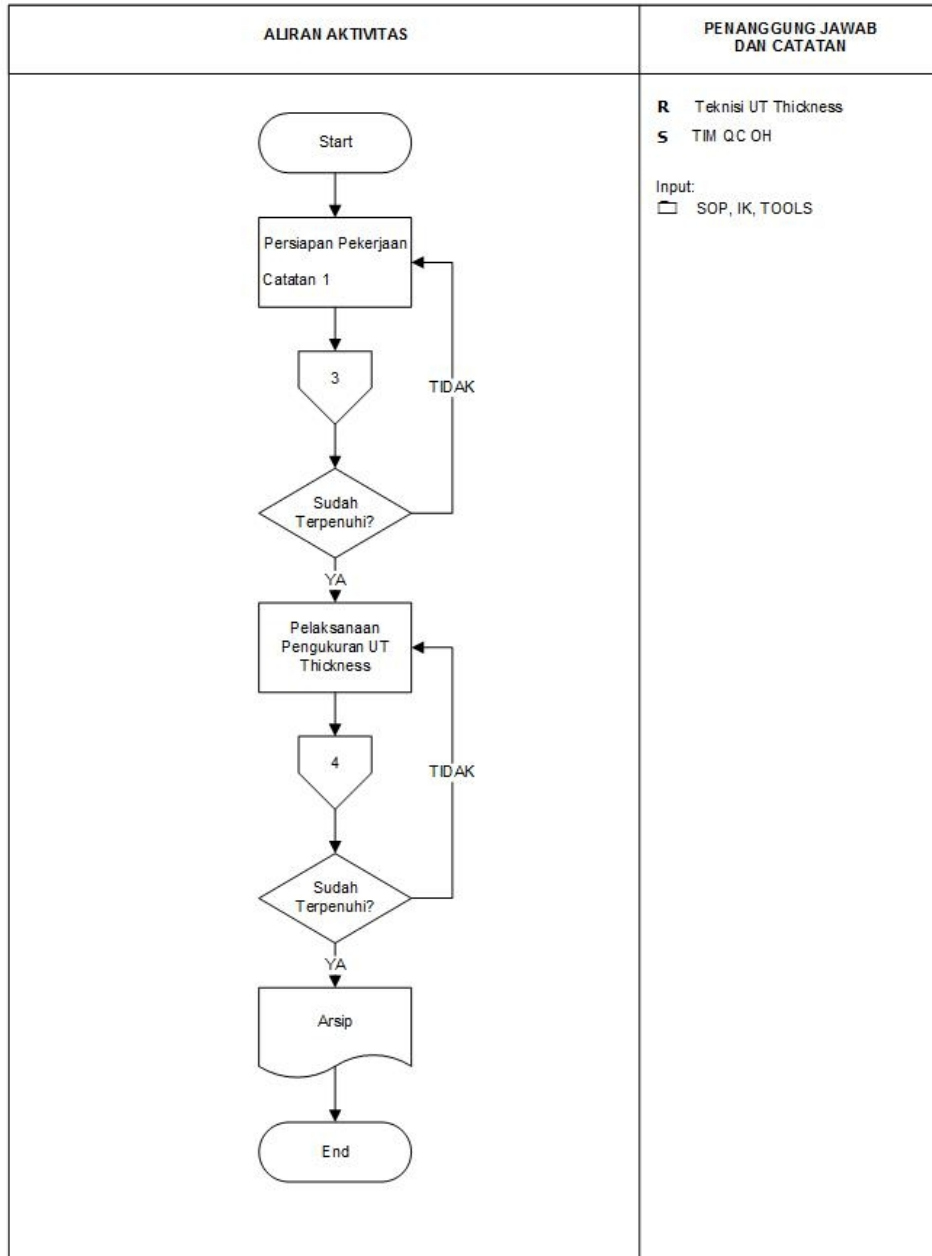 ALIRAN AKTIVITAS
PENANGGUNG JAWAB
DAN CATATAN
Start
Persiapan Pekerjaan
Catatan 1
3
TIDAK
Sudah
Terpenuhi?
YA
Pelaksanaan
Pengukuran UT
Thickness
4
TIDAK
Sudah
Terpenuhi?
YA
Arsip
End
R Teknisi UT Thickness
S TIM QC OH
Input:
SOP, IK, TOOLS